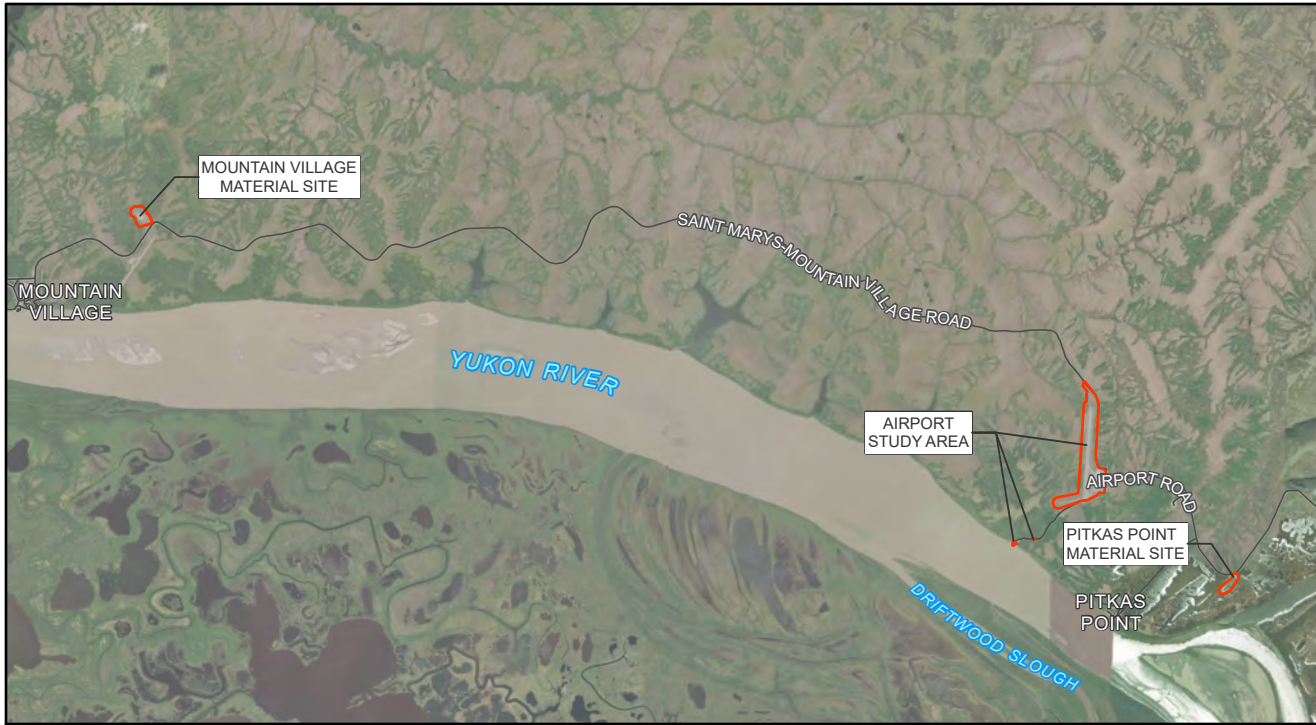 MOUNTAIN VILLAGE
MATERIAL SITE
SAINT MARYS-MOUNTAIN VILLAGE ROAD
MOUNTAIN
VILLAGE
YUKON RIVER
AIRPORT
STUDY AREA
AIRPORT ROAD
PITKAS POINT
MATERIAL SITE
DRIFTWOOD SLOUGH
PITKAS
POINT